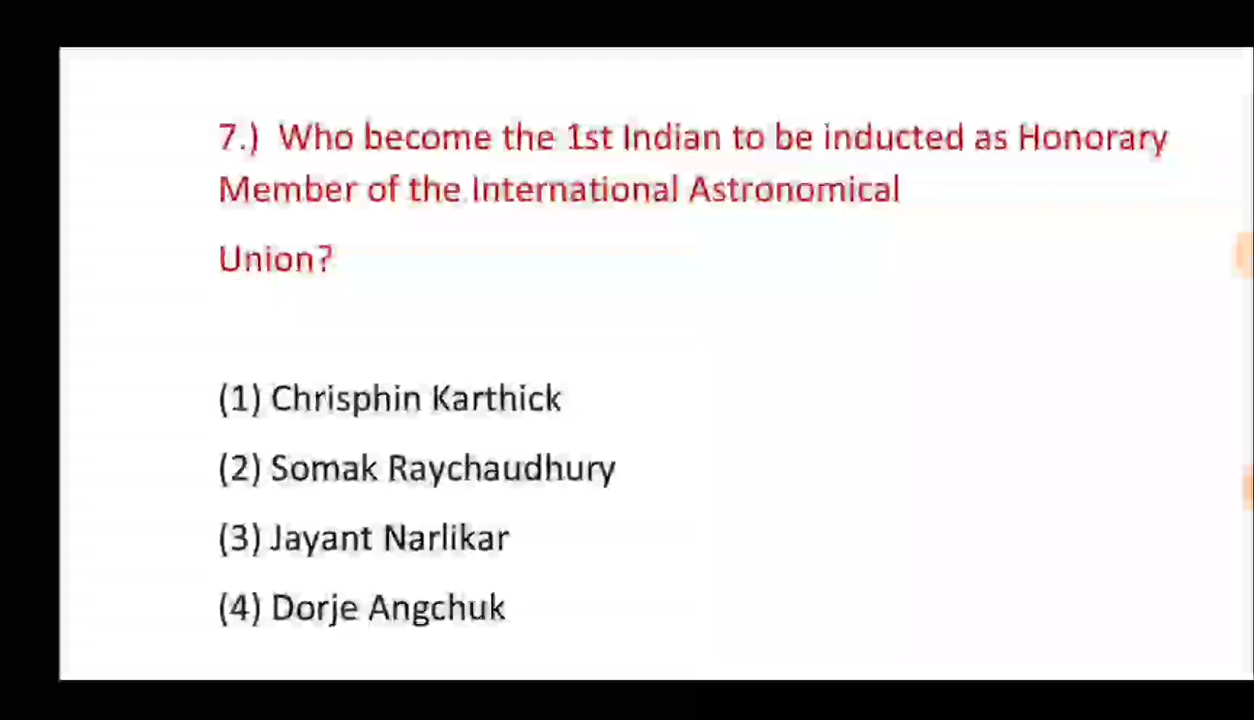 7.) Who become the 1st Indian to be inducted as Honorary
Member of the International Astronomical
Union?
(1) Chrisphin Karthick
(2) Somak Raychaudhury
(3) Jayant Narlikar
(4) Dorje Angchuk